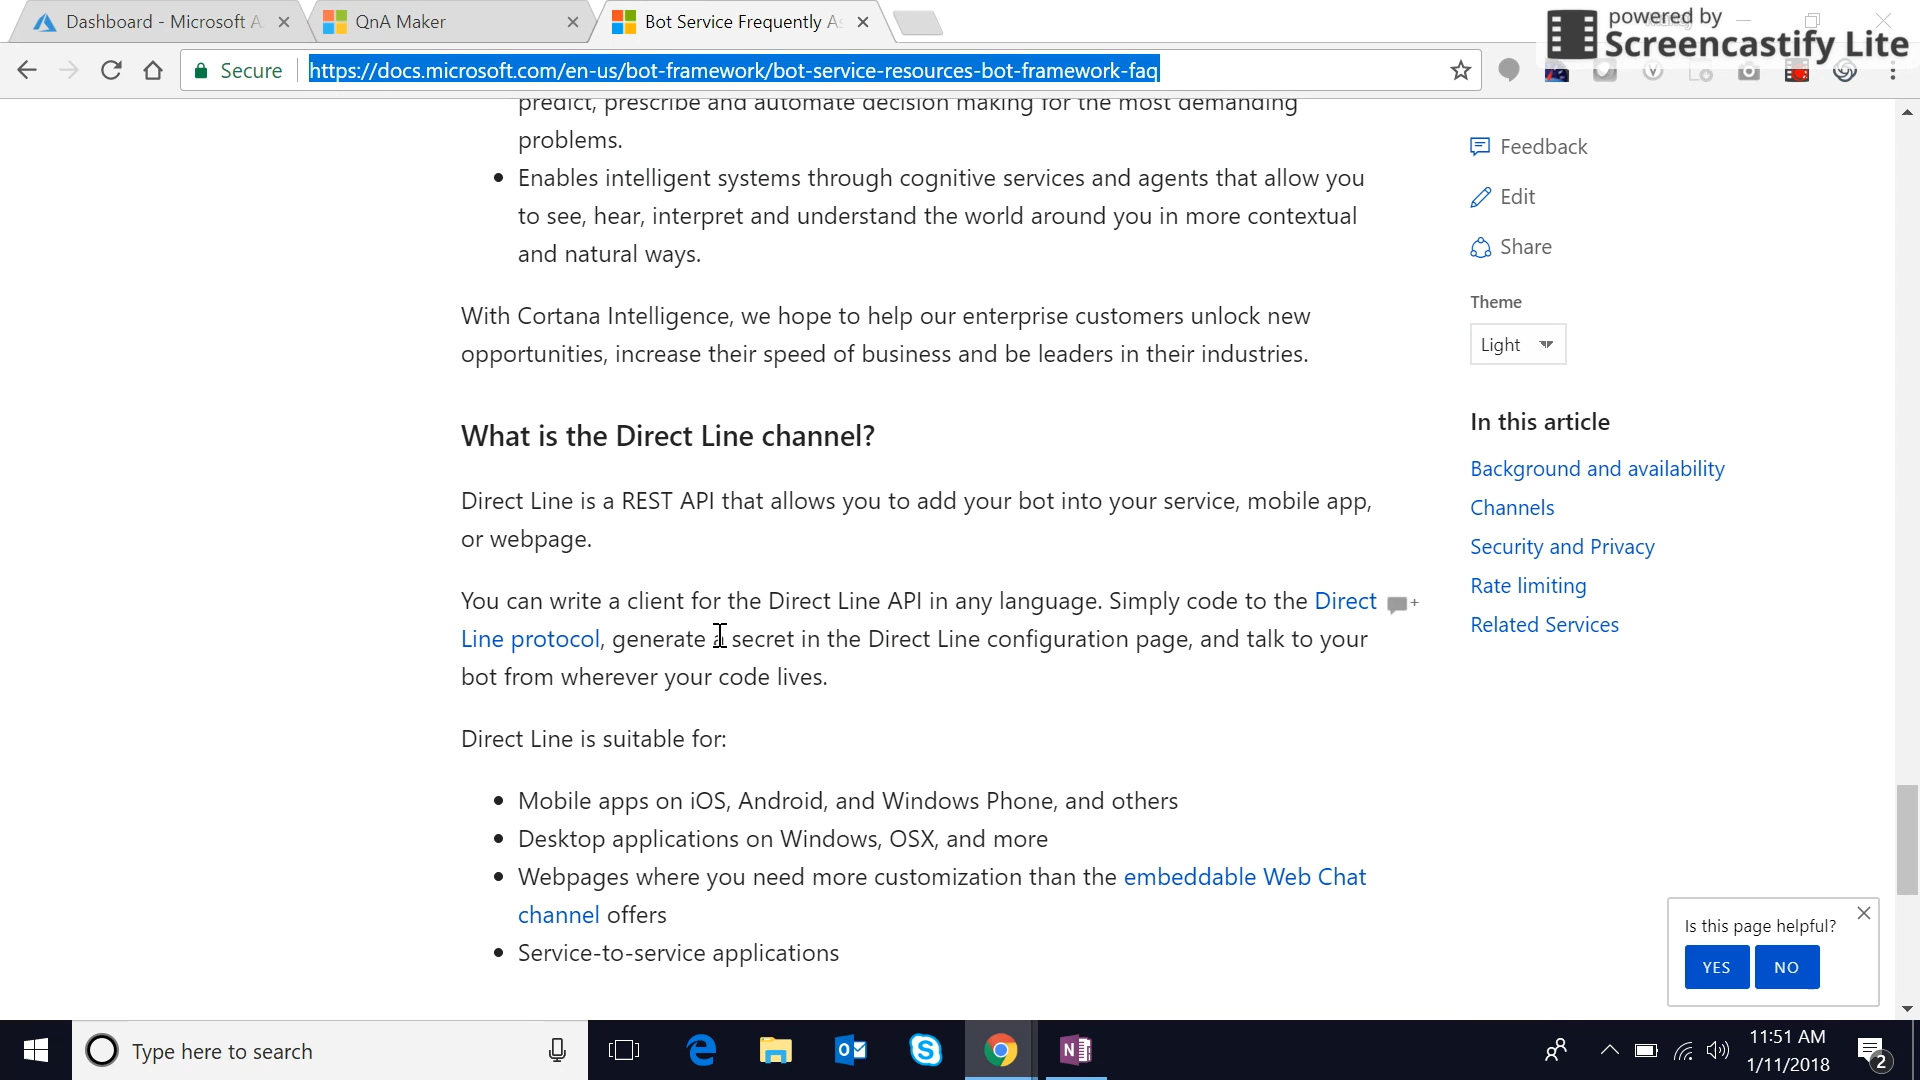 Dashboard - Microsoft A
QnA Maker
Bot Service Frequently As
powered by
Screencastify Lite
Secure
https://docs.microsoft.com/en-us/bot-framework/bot-service-resources-bot-framework-faq
predict, prescribe and automate decision making for the most demanding
problems.
Enables intelligent systems through cognitive services and agents that allow you
to see, hear, interpret and understand the world around you in more contextual
and natural ways.
With Cortana Intelligence, we hope to help our enterprise customers unlock new
opportunities, increase their speed of business and be leaders in their industries.
What is the Direct Line channel?
Direct Line is a REST API that allows you to add your bot into your service, mobile app,
or webpage.
You can write a client for the Direct Line API in any language. Simply code to the Direct
Line protocol, generate a secret in the Direct Line configuration page, and talk to your
bot from wherever your code lives.
Direct Line is suitable for:
Mobile apps on iOS, Android, and Windows Phone, and others
Desktop applications on Windows, OSX, and more
Webpages where you need more customization than the embeddable Web Chat
channel offers
Service-to-service applications
Feedback
Edit
Share
Theme
Light
In this article
Background and availability
Channels
Security and Privacy
Rate limiting
Related Services
Is this page helpful?
YES
NO
Type here to search
11:51 AM
1/11/2018
2